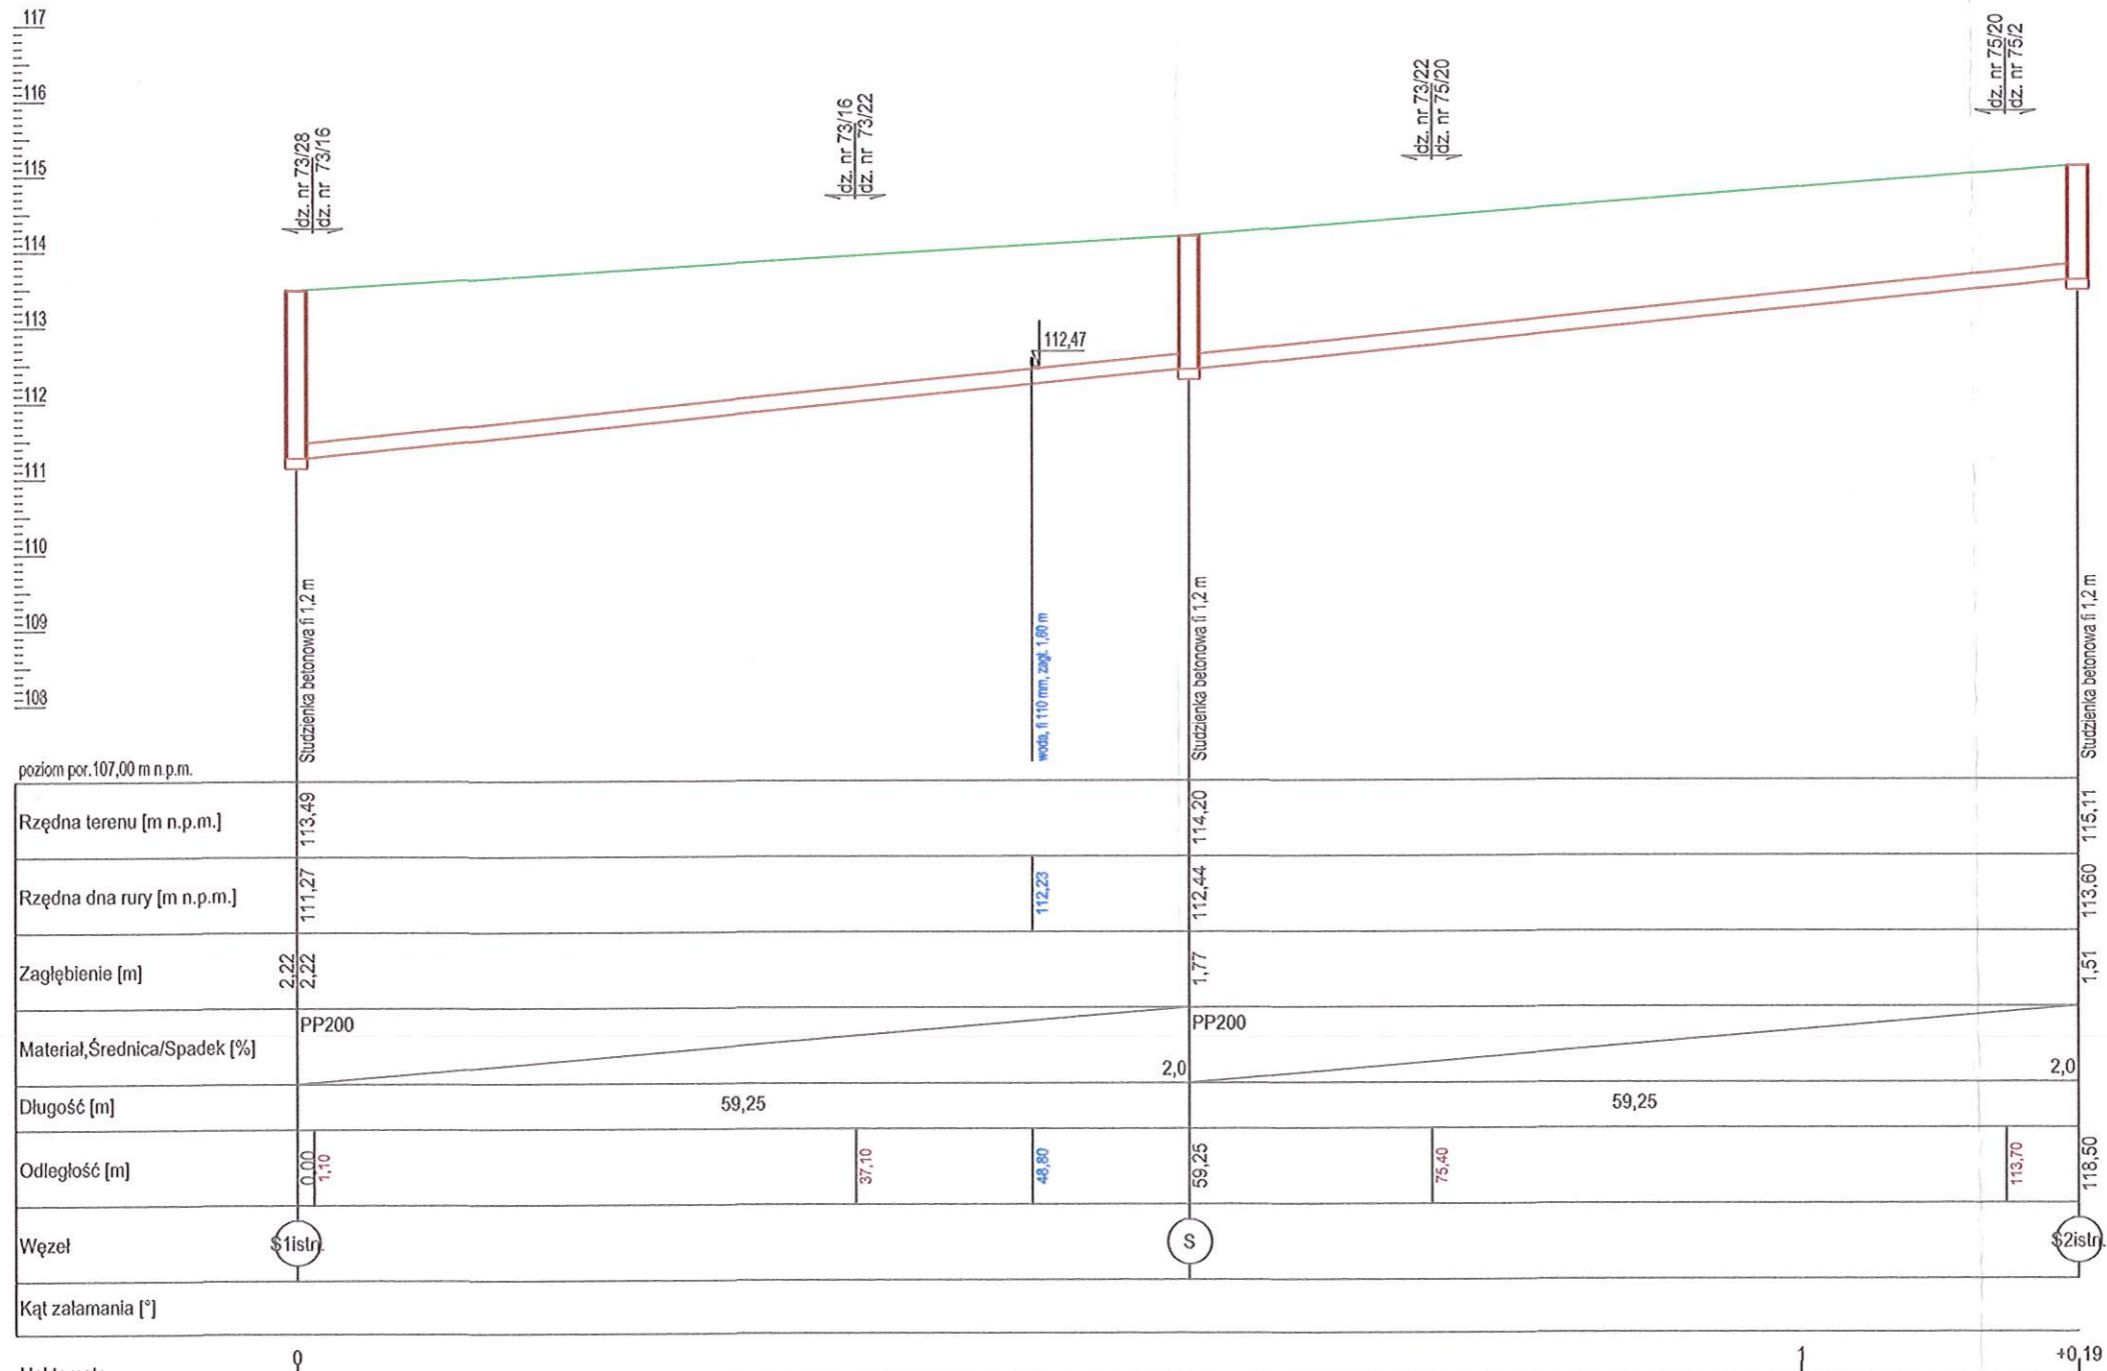 117
116
115
114
113
112
111
110
109
108
dz. nr 73/28
dz. nr 73/16
dz. nr 73/16
dz. nr 73/22
dz. nr 73/22
dz. nr 75/20
dz. nr 75/20
dz. nr 75/2
112,47
Studzienka betonowa fi 1,2 m
woda, fi 110 mm, zagł. 1,60 m
Studzienka betonowa fi 1,2 m
Studzienka betonowa fi 1,2 m
poziom por.107,00 m n.p.m.
Rzędna terenu [m n.p.m.] 113,49 114,20 115,11
Rzędna dna rury [m n.p.m.] 111,27 112,23 112,44 113,60
Zagłębienie [m] 2,22 2,22 1,77 1,51
Materiał,Średnica/Spadek [%] PP200 2,0 PP200 2,0
Długość [m] 59,25 59,25
Odległość [m] 0,00 1,10 37,10 48,80 59,25 75,40 113,70 118,50
Węzeł S1istn. S S2istn.
Kąt załamania [°]
0 1 +0,19